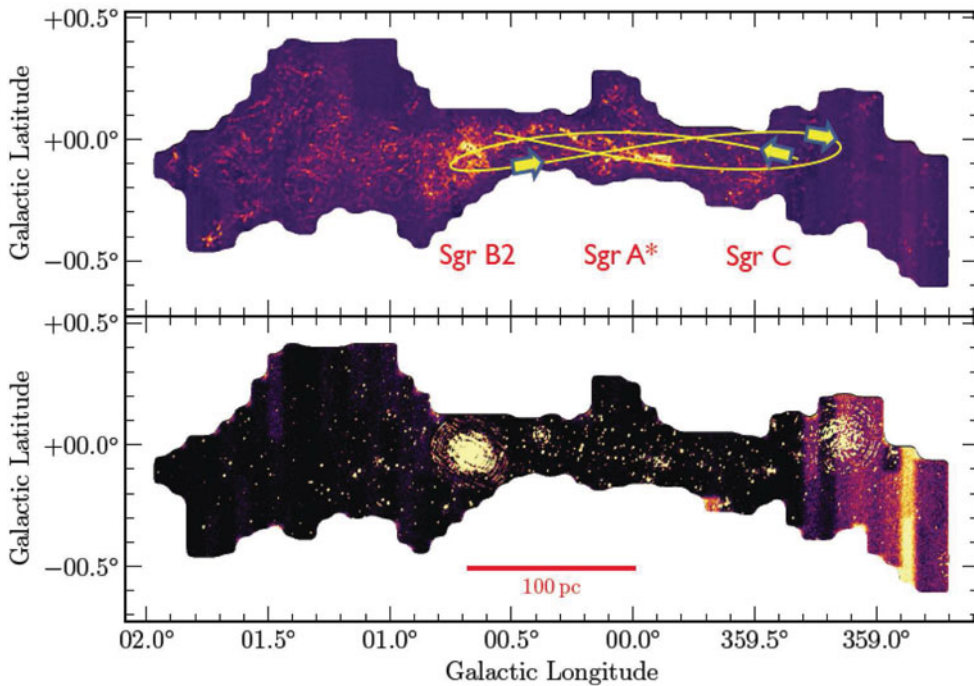 +00.5°
+00.0°
−00.5°
Galactic Latitude
Sgr B2 Sgr A* Sgr C
+00.5°
+00.0°
−00.5°
Galactic Latitude
100 pc
02.0° 01.5° 01.0° 00.5° 00.0° 359.5° 359.0°
Galactic Longitude